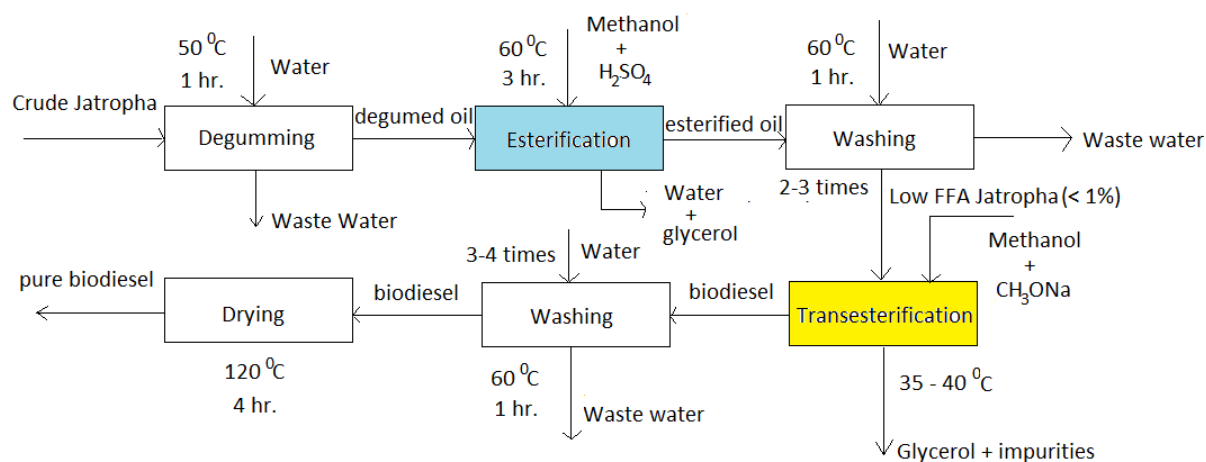 50 ⁰C
1 hr.
Water
60 ⁰C
3 hr.
Methanol
+
H₂SO₄
60 ⁰C
1 hr.
Water
Crude Jatropha
Degumming
degumed oil
Esterification
esterified oil
Washing
Waste water
Waste Water
Water
+
glycerol
2-3 times
Low FFA Jatropha (< 1%)
Methanol
+
CH₃ONa
pure biodiesel
Drying
biodiesel
3-4 times
Water
Washing
biodiesel
Transesterification
120 ⁰C
4 hr.
60 ⁰C
1 hr.
Waste water
35 - 40 ⁰C
Glycerol + impurities